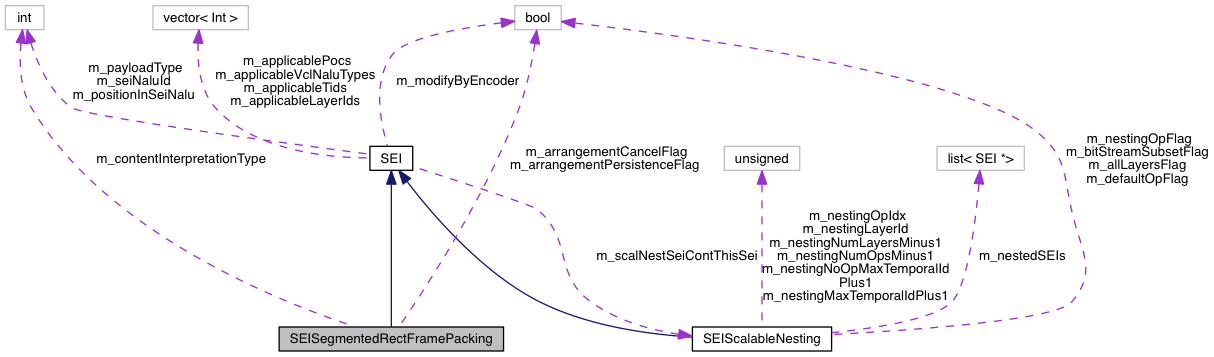 int
vector< Int >
bool
m_payloadType
m_seiNaluId
m_positionInSeiNalu
m_applicablePocs
m_applicableVclNaluTypes
m_applicableTids
m_applicableLayerIds
m_modifyByEncoder
m_nestingOpFlag
m_bitStreamSubsetFlag
m_allLayersFlag
m_defaultOpFlag
m_contentInterpretationType
SEI
m_arrangementCancelFlag
m_arrangementPersistenceFlag
unsigned
list< SEI *>
m_scalNestSeiContThisSei
m_nestingOpIdx
m_nestingLayerId
m_nestingNumLayersMinus1
m_nestingNumOpsMinus1
m_nestingNoOpMaxTemporalId
Plus1
m_nestingMaxTemporalIdPlus1
m_nestedSEIs
SEISegmentedRectFramePacking
SEIScalableNesting